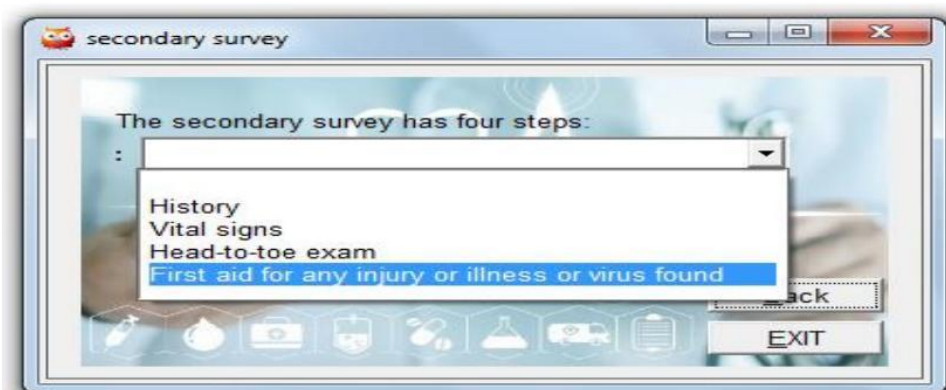 secondary survey
The secondary survey has four steps:
:
History
Vital signs
Head-to-toe exam
First aid for any injury or illness or virus found
ack
EXIT